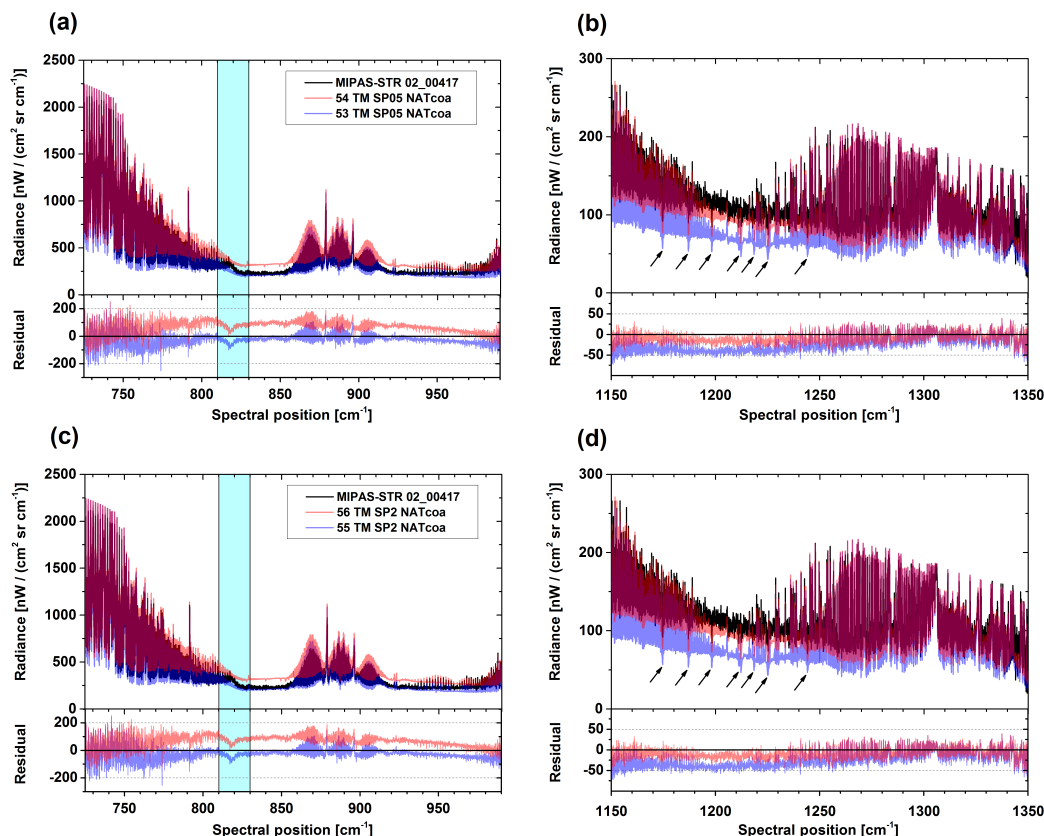 (a)
Radiance [nW / (cm² sr cm⁻¹)]
2500
2000
1500
1000
500
0
MIPAS-STR 02_00417
54 TM SP05 NATcoa
53 TM SP05 NATcoa
Residual
200
0
-200
750
800
850
900
950
Spectral position [cm⁻¹]
(b)
Radiance [nW / (cm² sr cm⁻¹)]
300
200
100
0
Residual
50
0
-50
1150
1200
1250
1300
1350
Spectral position [cm⁻¹]
(c)
Radiance [nW / (cm² sr cm⁻¹)]
2500
2000
1500
1000
500
0
MIPAS-STR 02_00417
56 TM SP2 NATcoa
55 TM SP2 NATcoa
Residual
200
0
-200
750
800
850
900
950
Spectral position [cm⁻¹]
(d)
Radiance [nW / (cm² sr cm⁻¹)]
300
200
100
0
Residual
50
0
-50
1150
1200
1250
1300
1350
Spectral position [cm⁻¹]